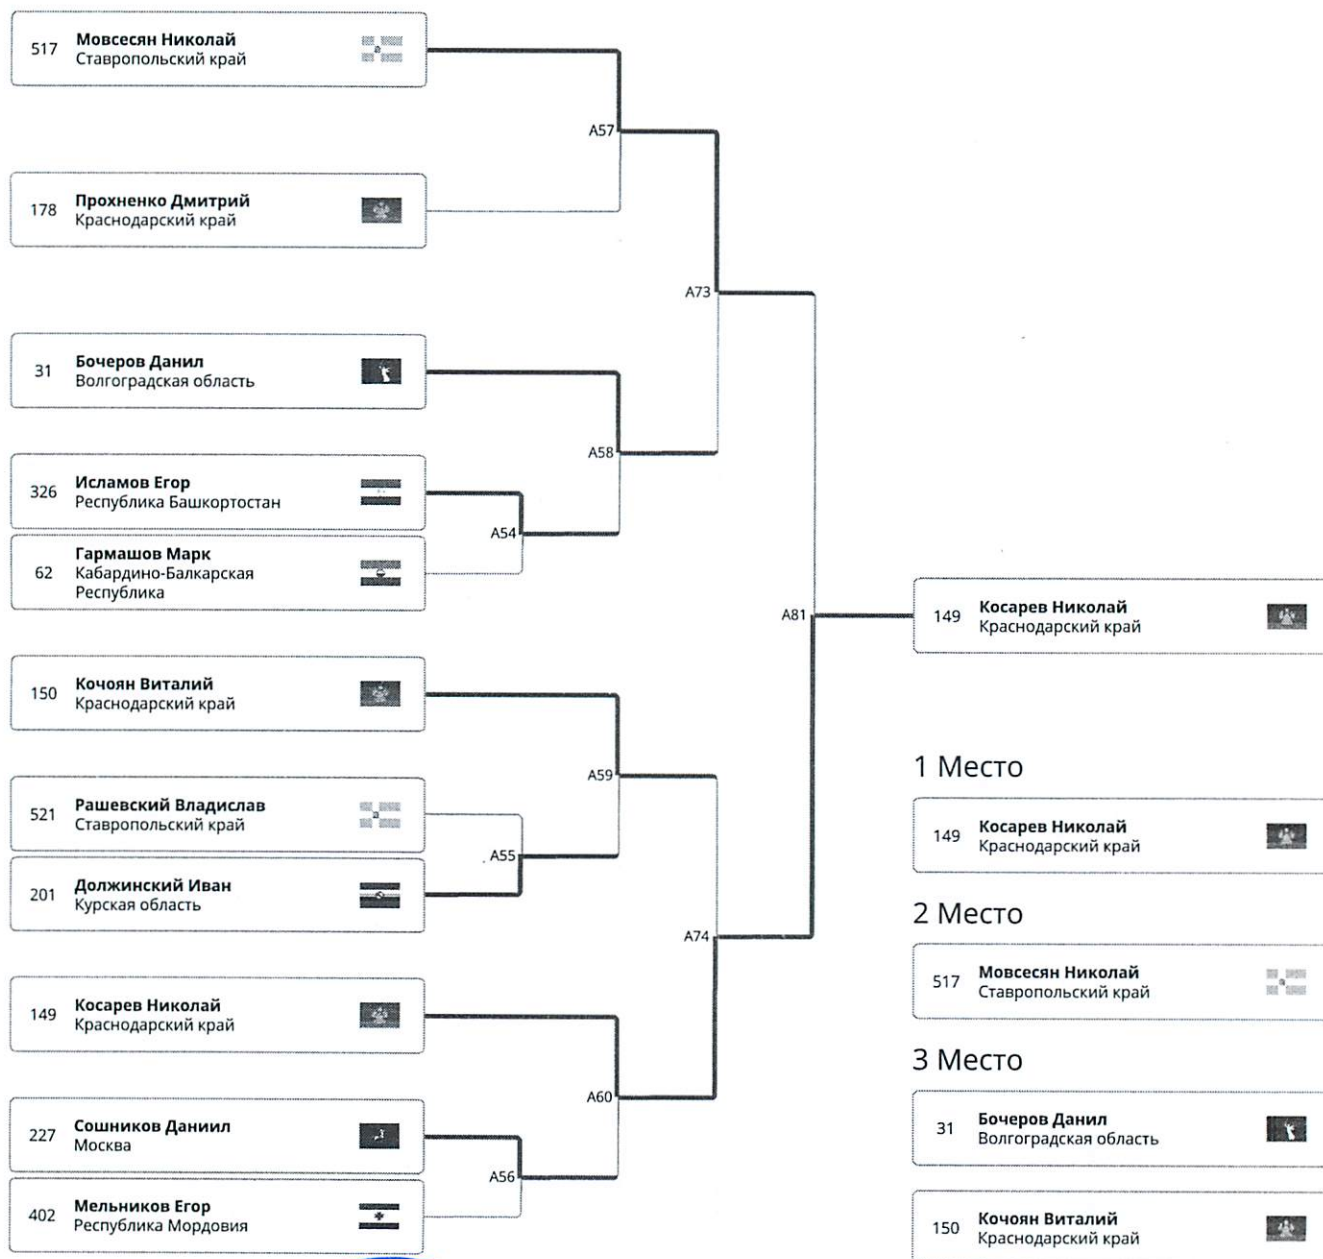 517 Мовсесян Николай
Ставропольский край
A57
178 Прохненко Дмитрий
Краснодарский край
A73
31 Бочеров Данил
Волгоградская область
A58
326 Исламов Егор
Республика Башкортостан
A54
62 Гармашов Марк
Кабардино-Балкарская
Республика
A81
149 Косарев Николай
Краснодарский край
150 Кочоян Виталий
Краснодарский край
A59
521 Рашевский Владислав
Ставропольский край
A55
201 Должинский Иван
Курская область
A74
149 Косарев Николай
Краснодарский край
A60
227 Сошников Даниил
Москва
A56
402 Мельников Егор
Республика Мордовия
1 Место
149 Косарев Николай
Краснодарский край
2 Место
517 Мовсесян Николай
Ставропольский край
3 Место
31 Бочеров Данил
Волгоградская область
150 Кочоян Виталий
Краснодарский край